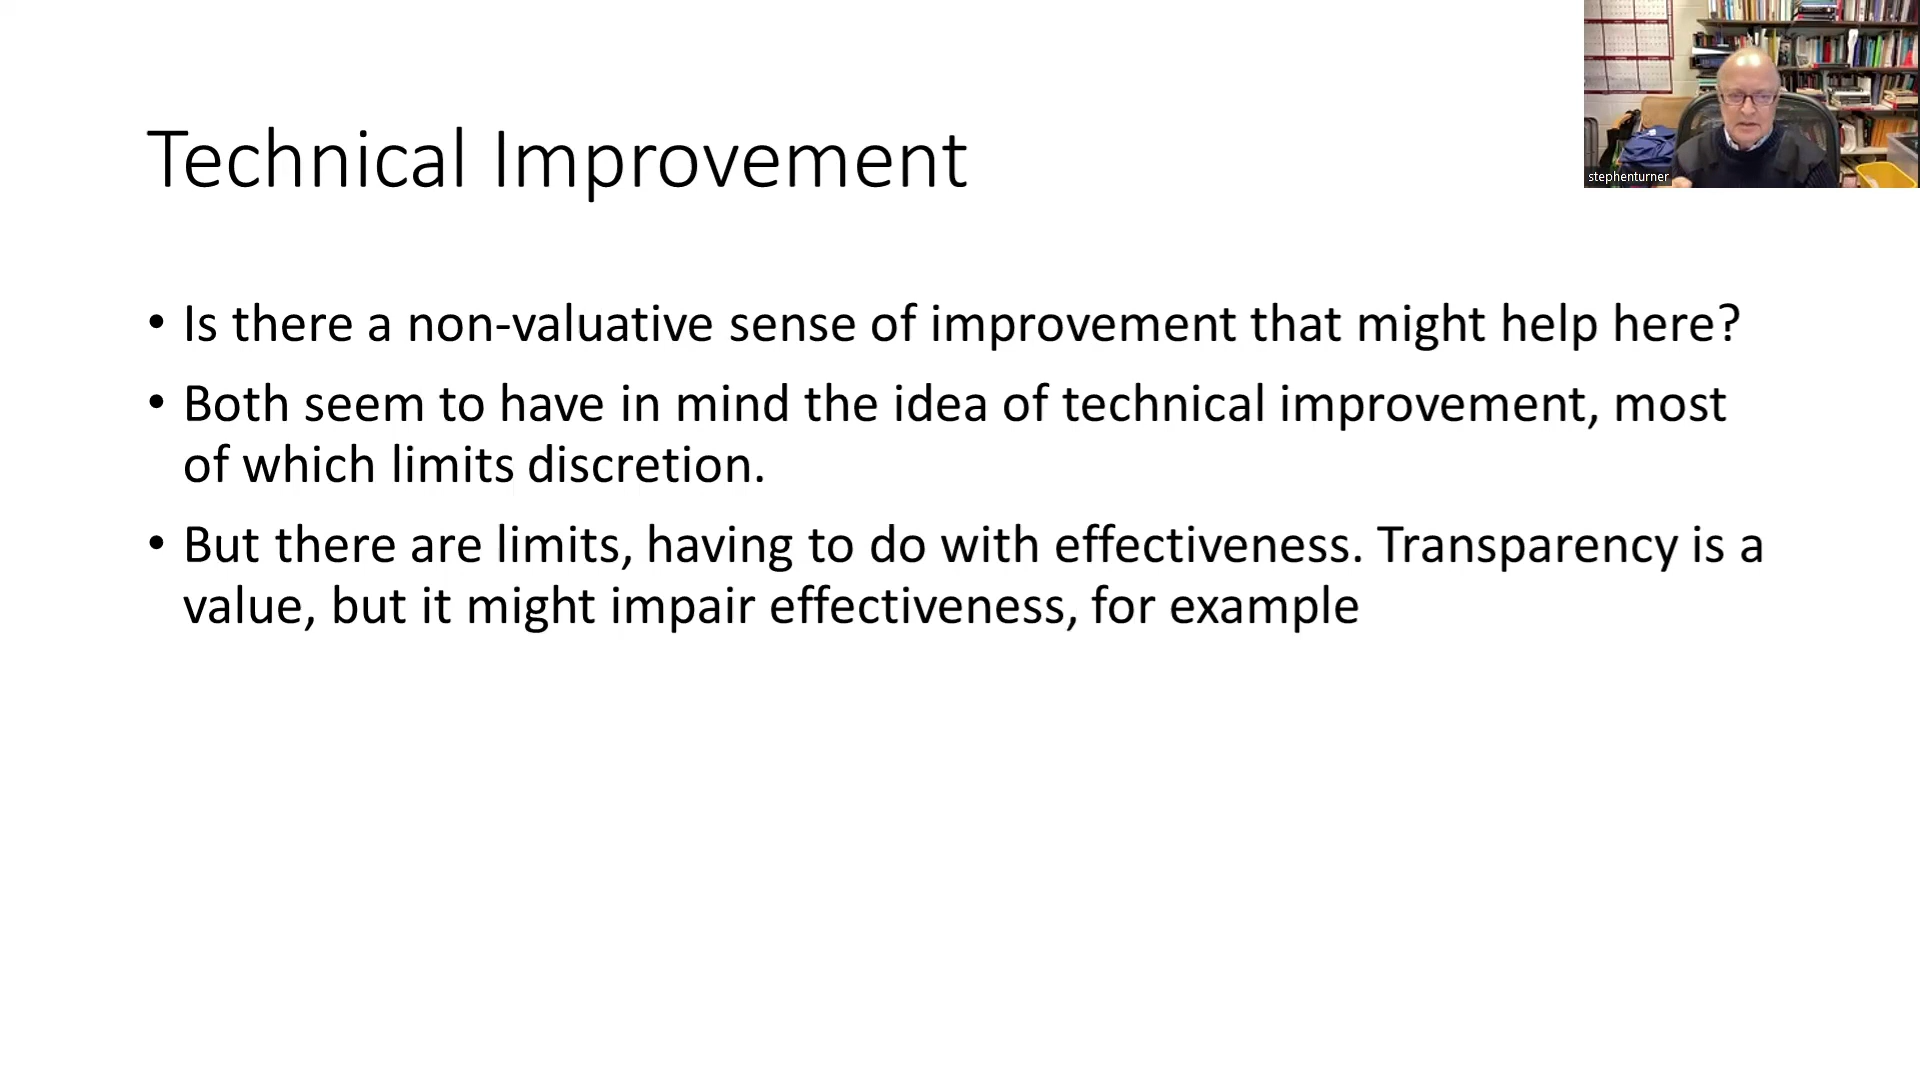 Technical Improvement
• Is there a non-valuative sense of improvement that might help here?
• Both seem to have in mind the idea of technical improvement, most
of which limits discretion.
• But there are limits, having to do with effectiveness. Transparency is a
value, but it might impair effectiveness, for example
stephenturner